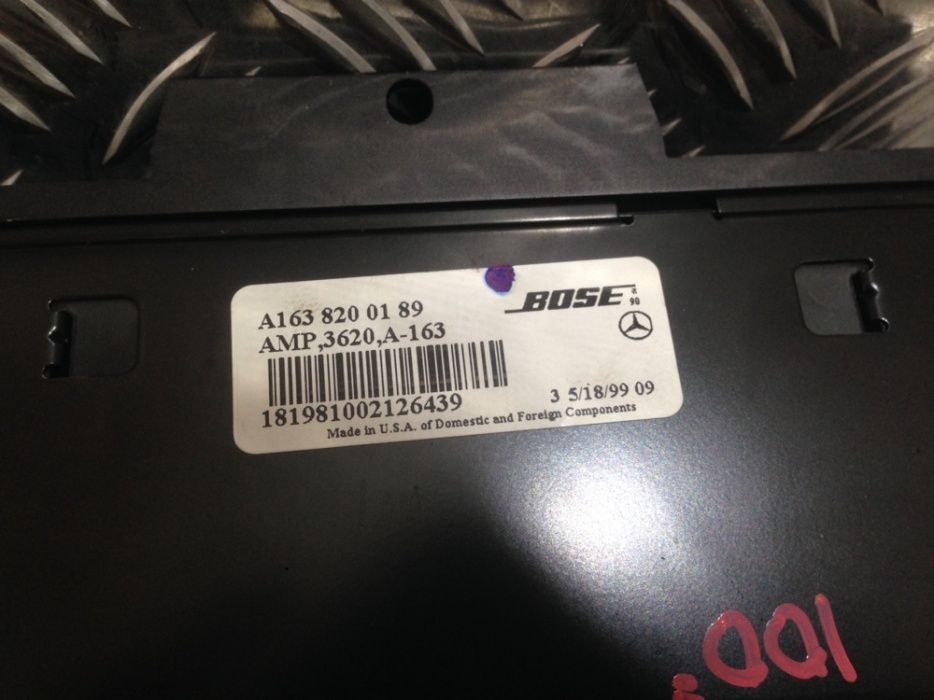 A163 820 01 89
AMP,3620,A-163
181981002126439
BOSE
90
3 5/18/99 09
Made in U.S.A. of Domestic and Foreign Components